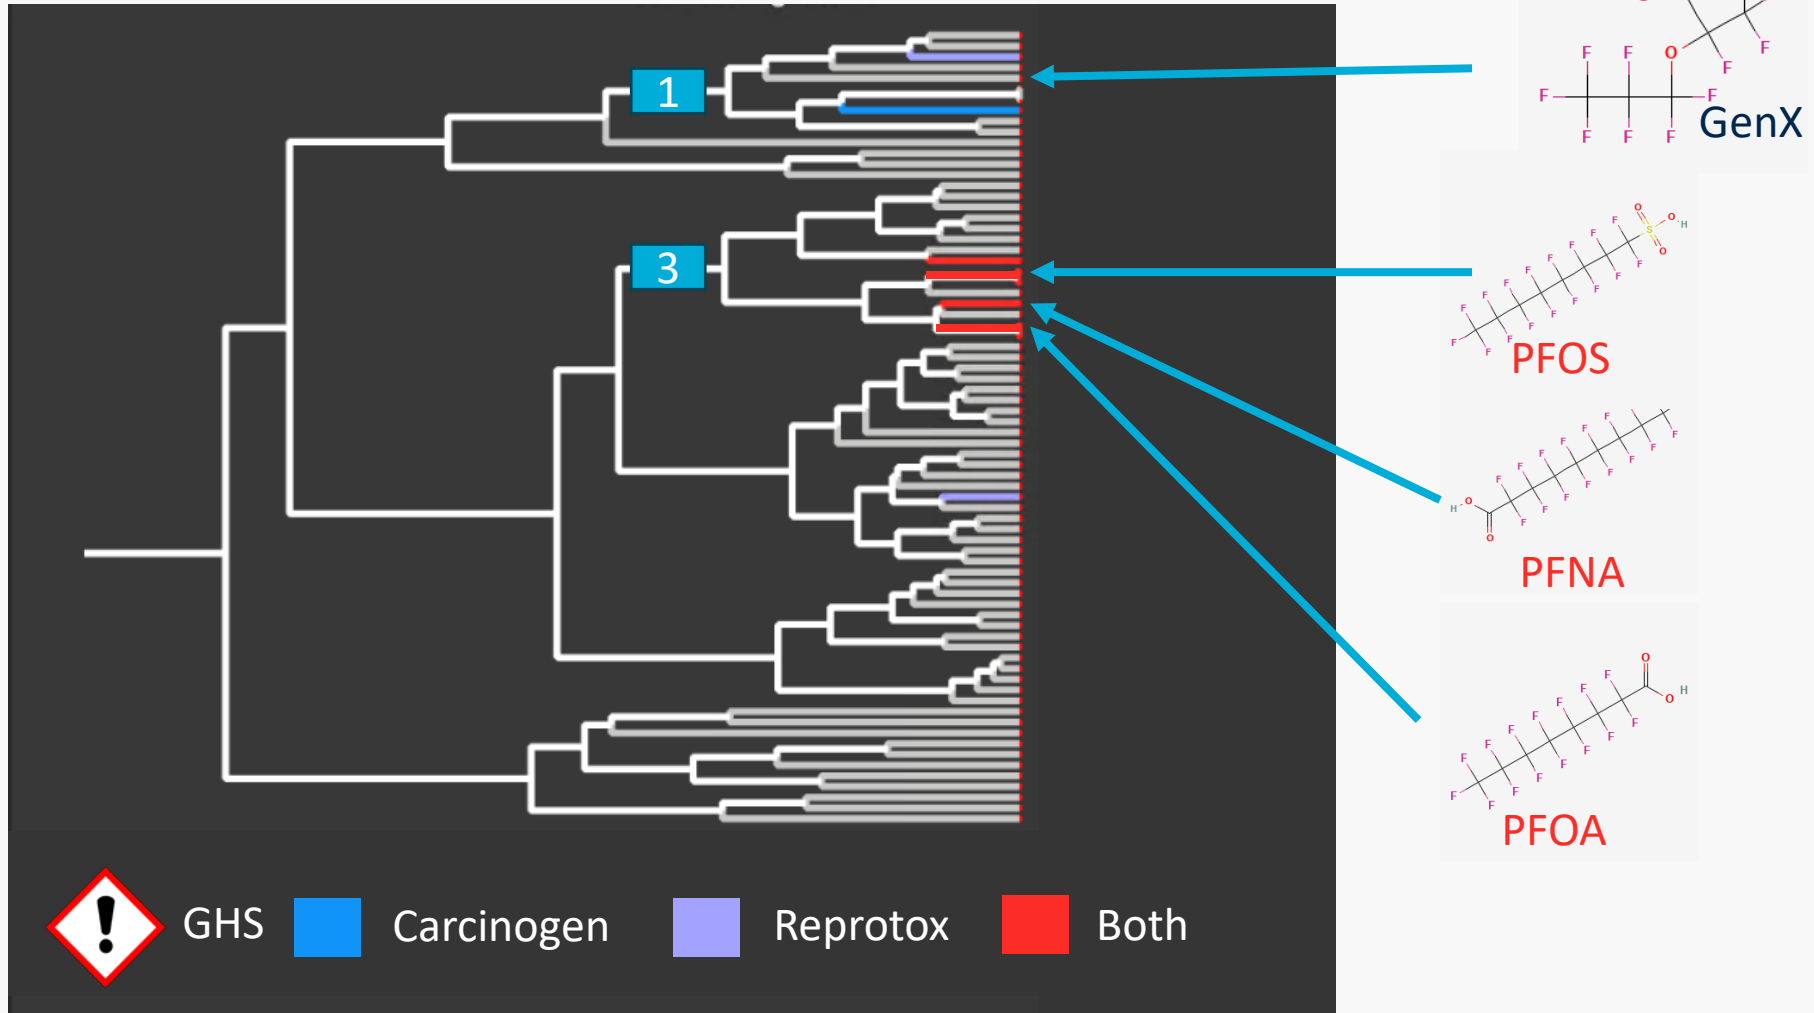 1
GenX
3
PFOS
PFNA
PFOA
GHS
Carcinogen
Reprotox
Both